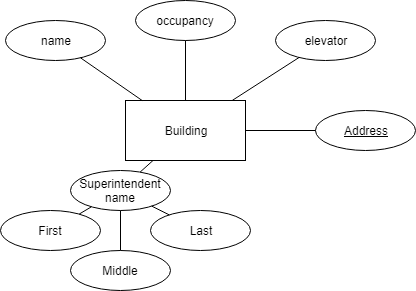 occupancy
name
elevator
Building
Address
Superintendent
name
First
Last
Middle